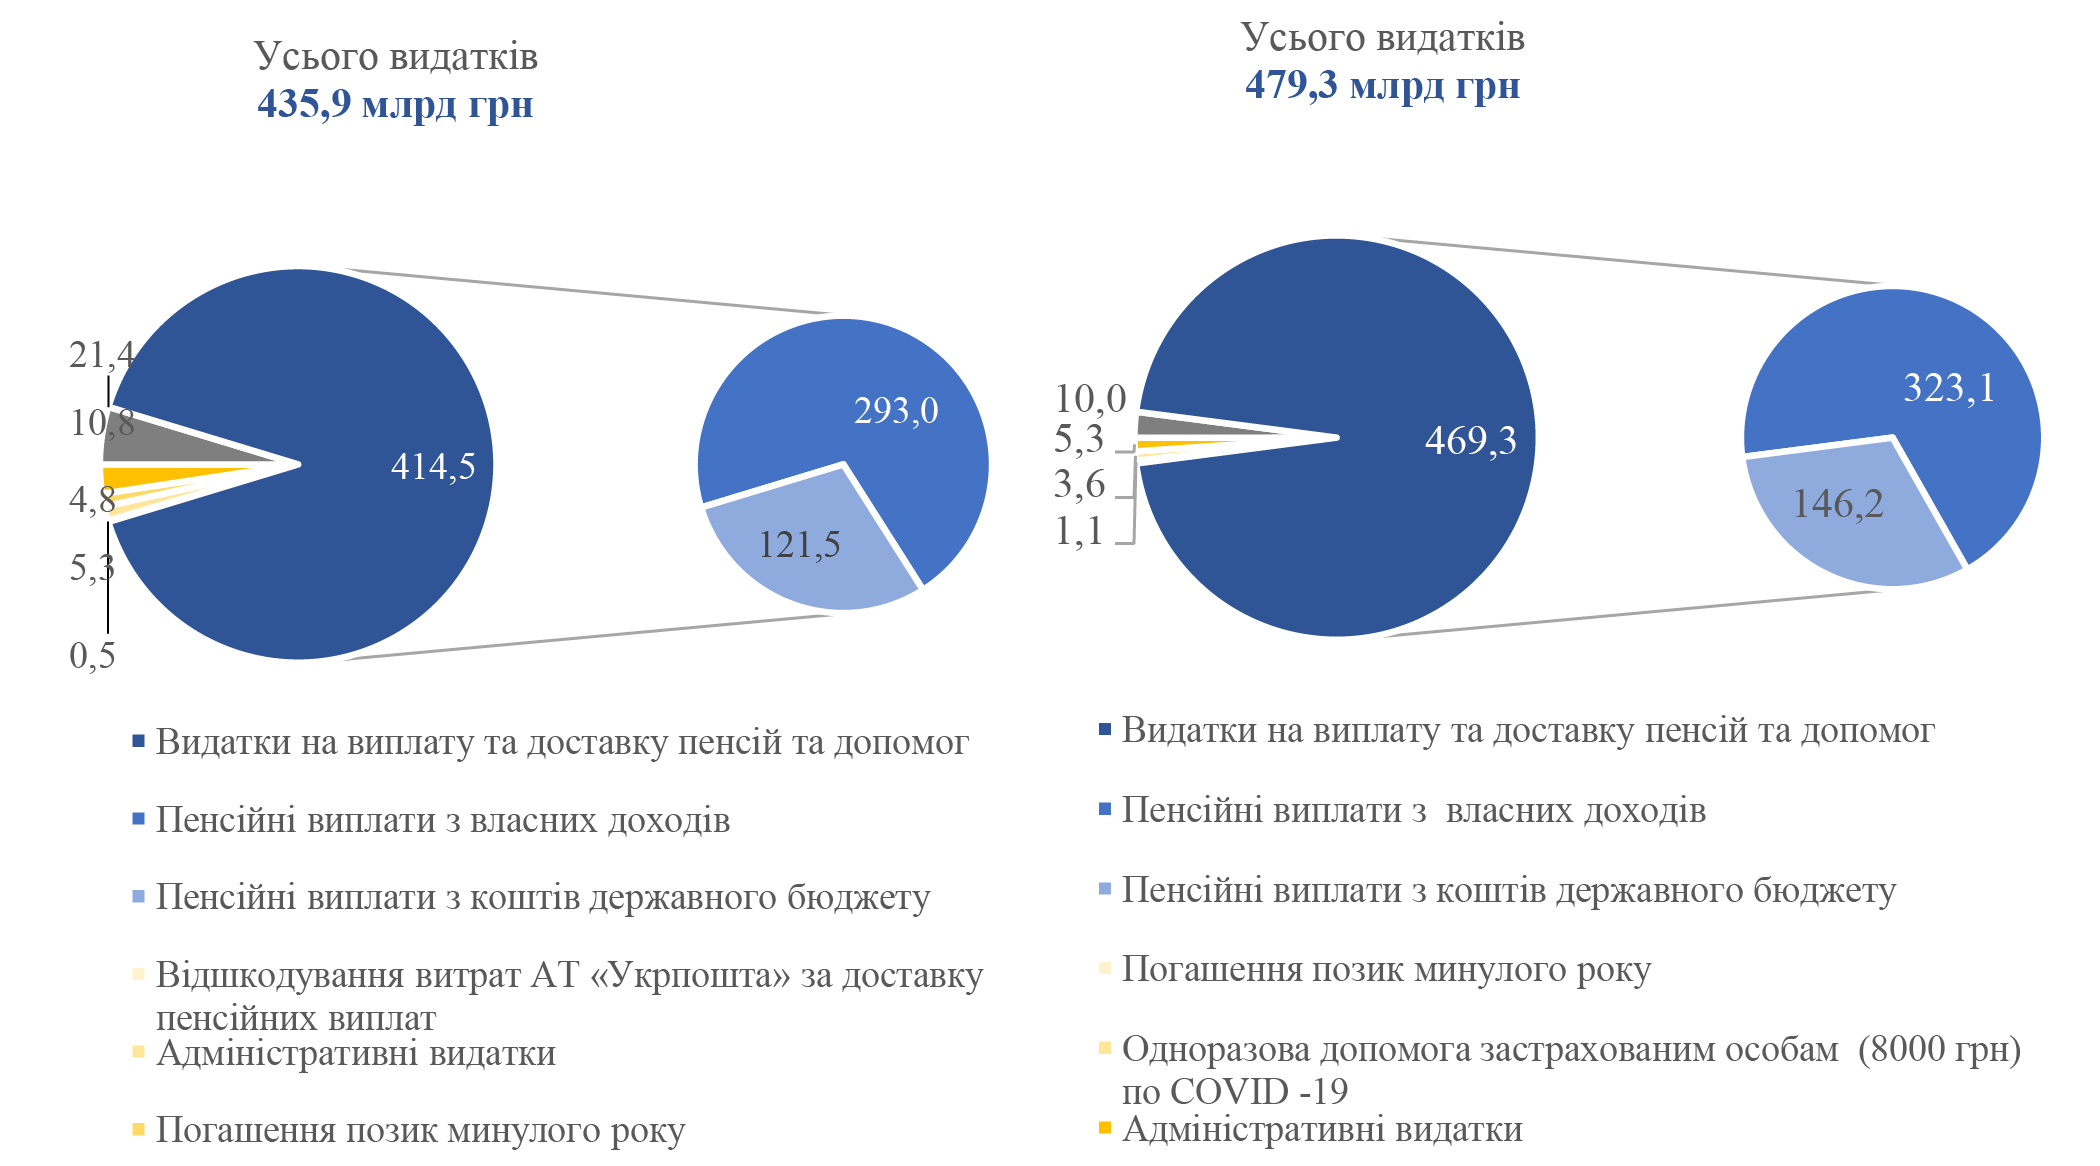 Усього видатків
435,9 млрд грн
21,4
10,8
4,8
5,3
0,5
414,5
293,0
121,5
Видатки на виплату та доставку пенсій та допомог
Пенсійні виплати з власних доходів
Пенсійні виплати з коштів державного бюджету
Відшкодування витрат АТ «Укрпошта» за доставку
пенсійних виплат
Адміністративні видатки
Погашення позик минулого року
Усього видатків
479,3 млрд грн
10,0
5,3
3,6
1,1
469,3
323,1
146,2
Видатки на виплату та доставку пенсій та допомог
Пенсійні виплати з  власних доходів
Пенсійні виплати з коштів державного бюджету
Погашення позик минулого року
Одноразова допомога застрахованим особам  (8000 грн)
по COVID -19
Адміністративні видатки